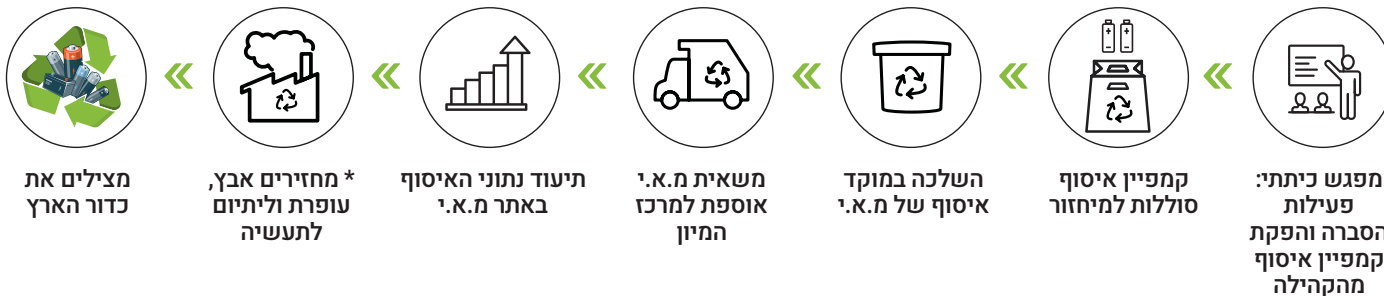 מפגש כיתתי:
פעילות
הסברה והפקת
קמפיין איסוף
מהקהילה
קמפיין איסוף
סוללות למיחזור
השלכה במוקד
איסוף של מ.א.י
משאית מ.א.י
אוספת למרכז
המיון
תיעוד נתוני האיסוף
באתר מ.א.י
* מחזירים אבץ,
עופרת וליתיום
לתעשיה
מצילים את
כדור הארץ